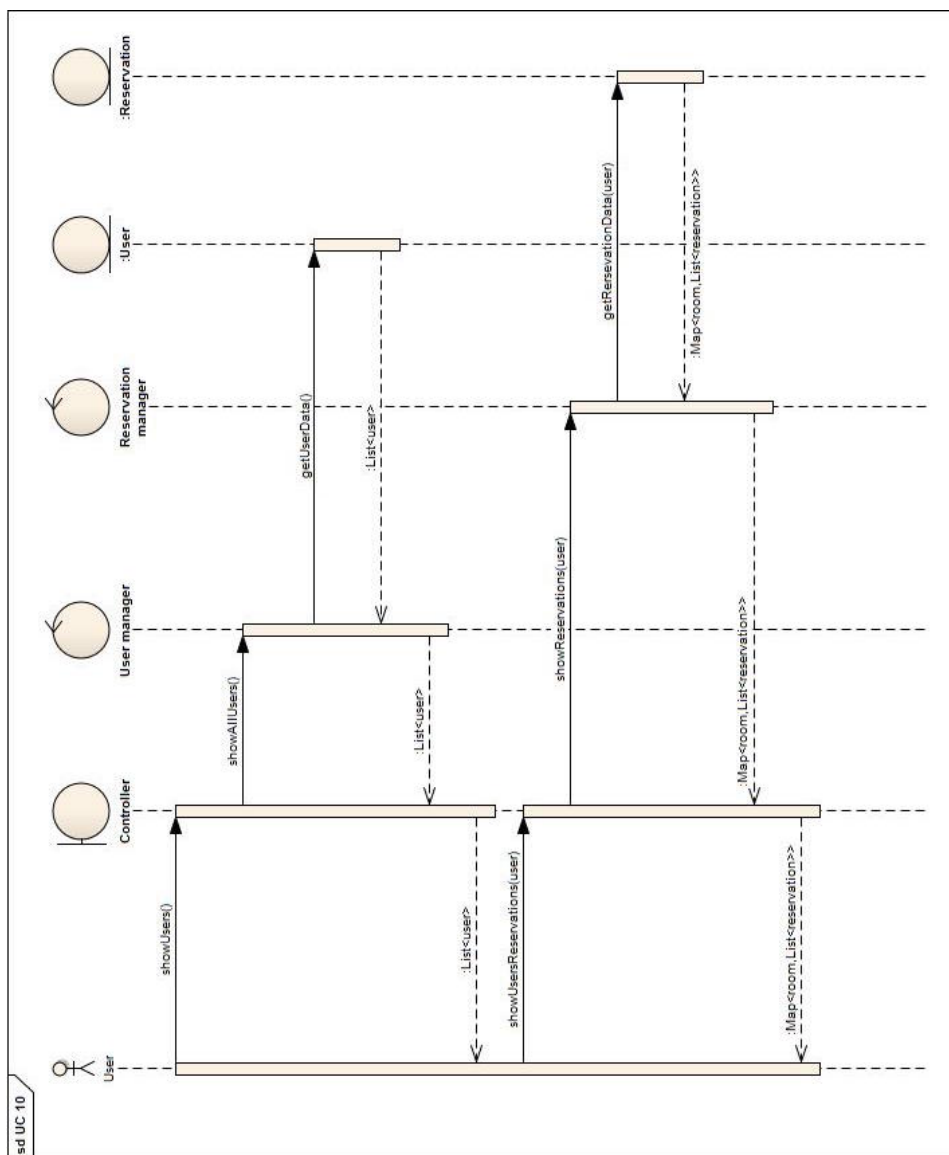 sd UC 10
User
Controller
User manager
Reservation
manager
:User
:Reservation
showUsers()
showAllUsers()
getUserData()
:List<user>
:List<user>
:List<user>
showUsersReservations(user)
showReservations(user)
getRersevationData(user)
:Map<room,List<reservation>>
:Map<room,List<reservation>>
:Map<room,List<reservation>>